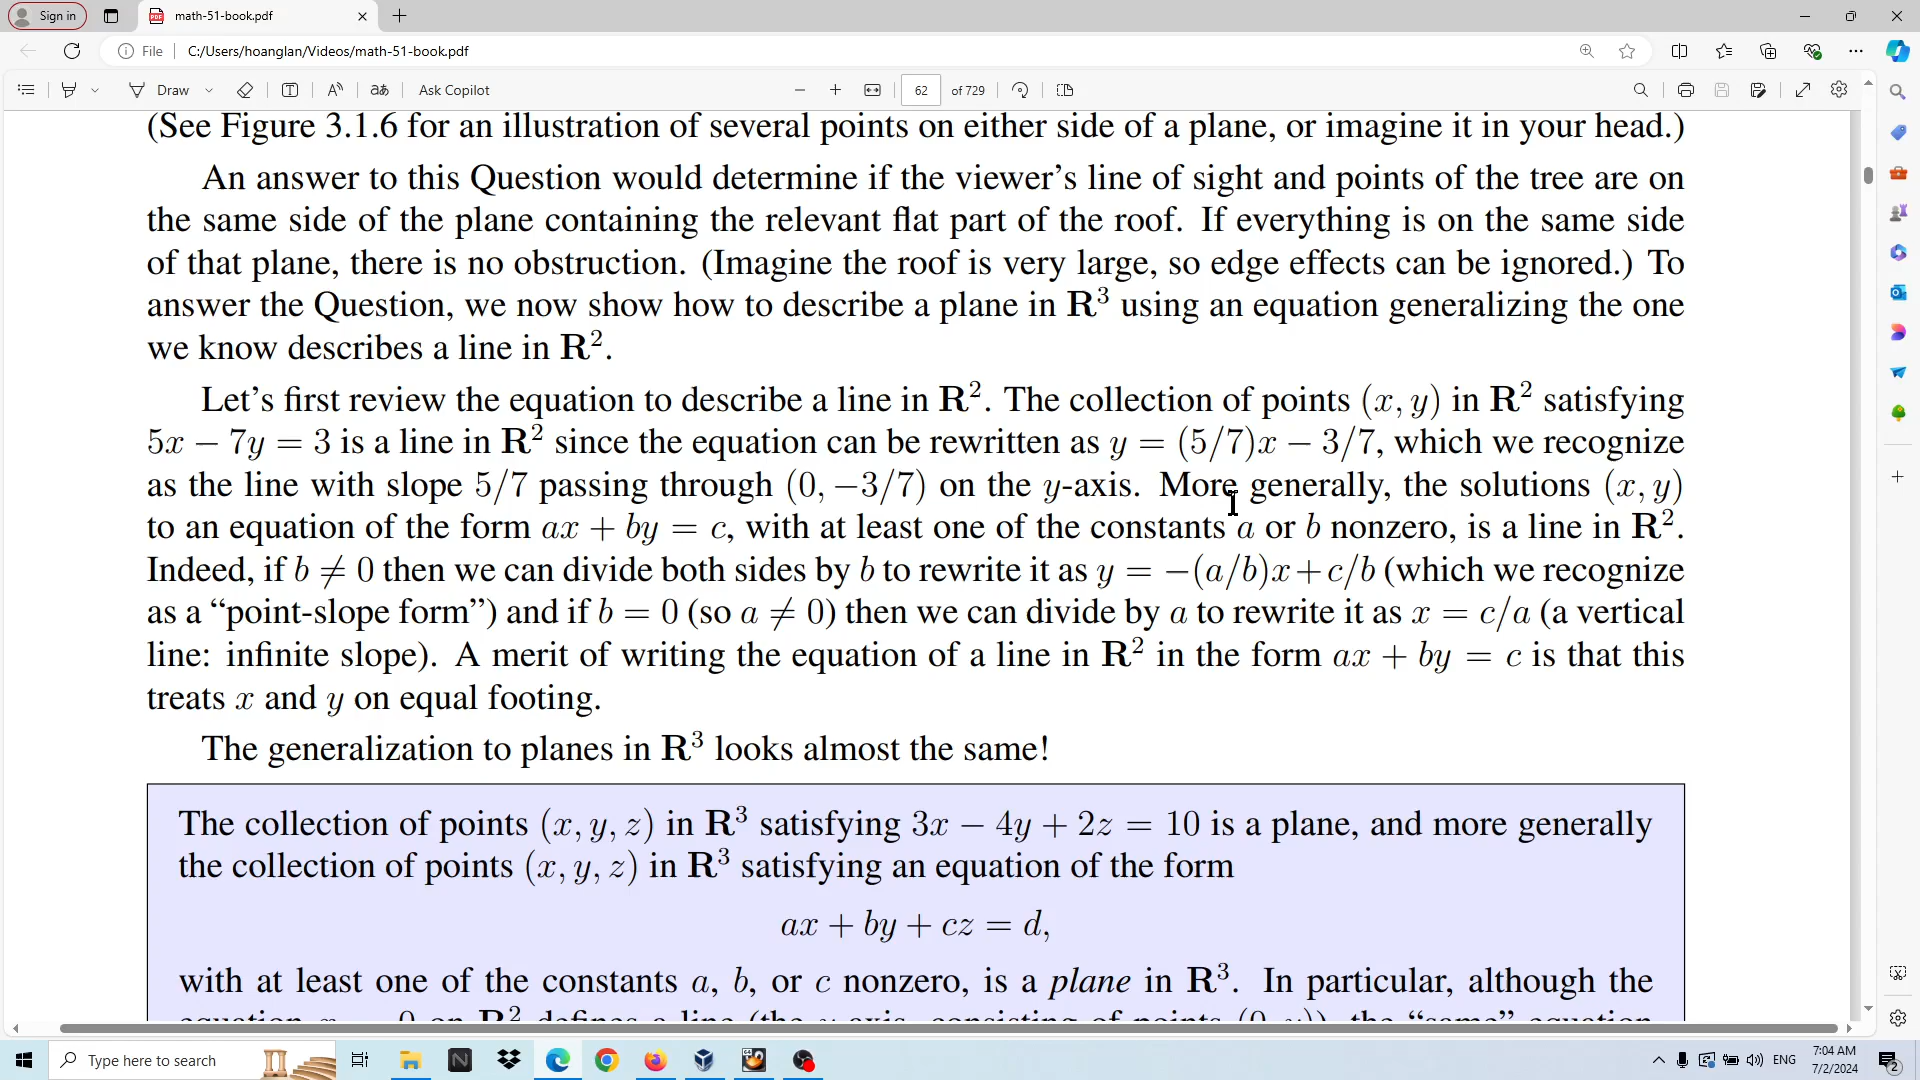 Sign in
math-51-book.pdf
File
C:/Users/hoanglan/Videos/math-51-book.pdf
Draw
Ask Copilot
62 of 729
(See Figure 3.1.6 for an illustration of several points on either side of a plane, or imagine it in your head.)
An answer to this Question would determine if the viewer's line of sight and points of the tree are on
the same side of the plane containing the relevant flat part of the roof. If everything is on the same side
of that plane, there is no obstruction. (Imagine the roof is very large, so edge effects can be ignored.) To
answer the Question, we now show how to describe a plane in R³ using an equation generalizing the one
we know describes a line in R².
Let's first review the equation to describe a line in R². The collection of points (x, y) in R² satisfying
5x − 7y = 3 is a line in R² since the equation can be rewritten as y = (5/7)x − 3/7, which we recognize
as the line with slope 5/7 passing through (0, −3/7) on the y-axis. More generally, the solutions (x, y)
to an equation of the form ax + by = c, with at least one of the constants a or b nonzero, is a line in R².
Indeed, if b ≠ 0 then we can divide both sides by b to rewrite it as y = −(a/b)x + c/b (which we recognize
as a “point-slope form”) and if b = 0 (so a ≠ 0) then we can divide by a to rewrite it as x = c/a (a vertical
line: infinite slope). A merit of writing the equation of a line in R² in the form ax + by = c is that this
treats x and y on equal footing.
The generalization to planes in R³ looks almost the same!
The collection of points (x, y, z) in R³ satisfying 3x − 4y + 2z = 10 is a plane, and more generally
the collection of points (x, y, z) in R³ satisfying an equation of the form
ax + by + cz = d,
with at least one of the constants a, b, or c nonzero, is a plane in R³. In particular, although the
equation x = 0 on R² defines a line (the y-axis, consisting of points (0, y)), the “same” equation
Type here to search
ENG
7:04 AM
7/2/2024
2